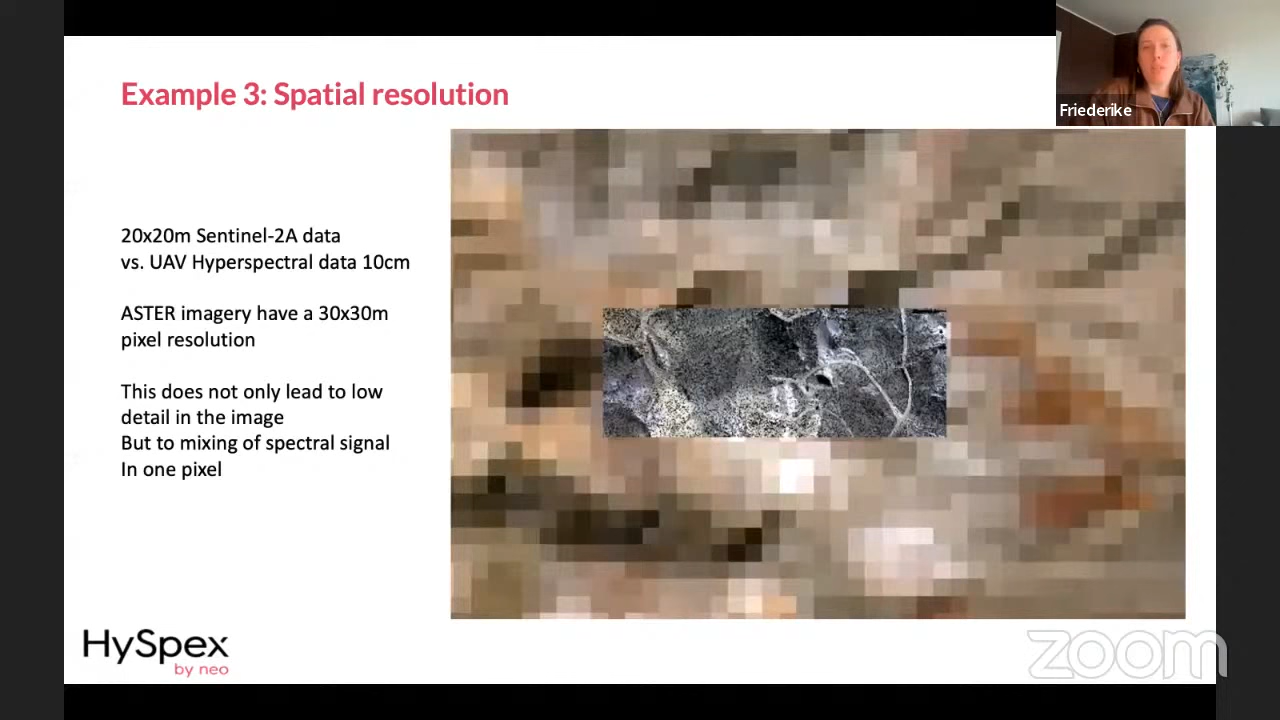 Example 3: Spatial resolution
Friederike
20x20m Sentinel-2A data
vs. UAV Hyperspectral data 10cm
ASTER imagery have a 30x30m
pixel resolution
This does not only lead to low
detail in the image
But to mixing of spectral signal
In one pixel
HySpex
by neo
zoom